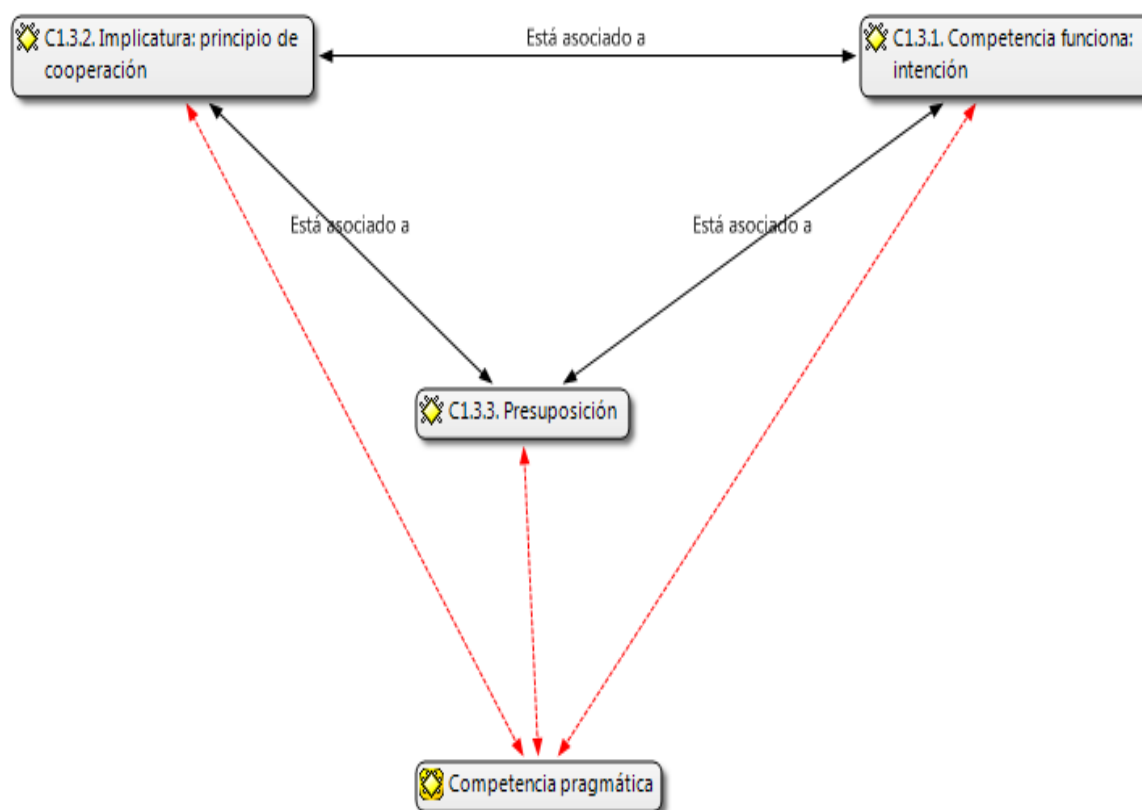 C1.3.2. Implicatura: principio de
cooperación
Está asociado a
C1.3.1. Competencia funciona:
intención
Está asociado a
Está asociado a
C1.3.3. Presuposición
Competencia pragmática